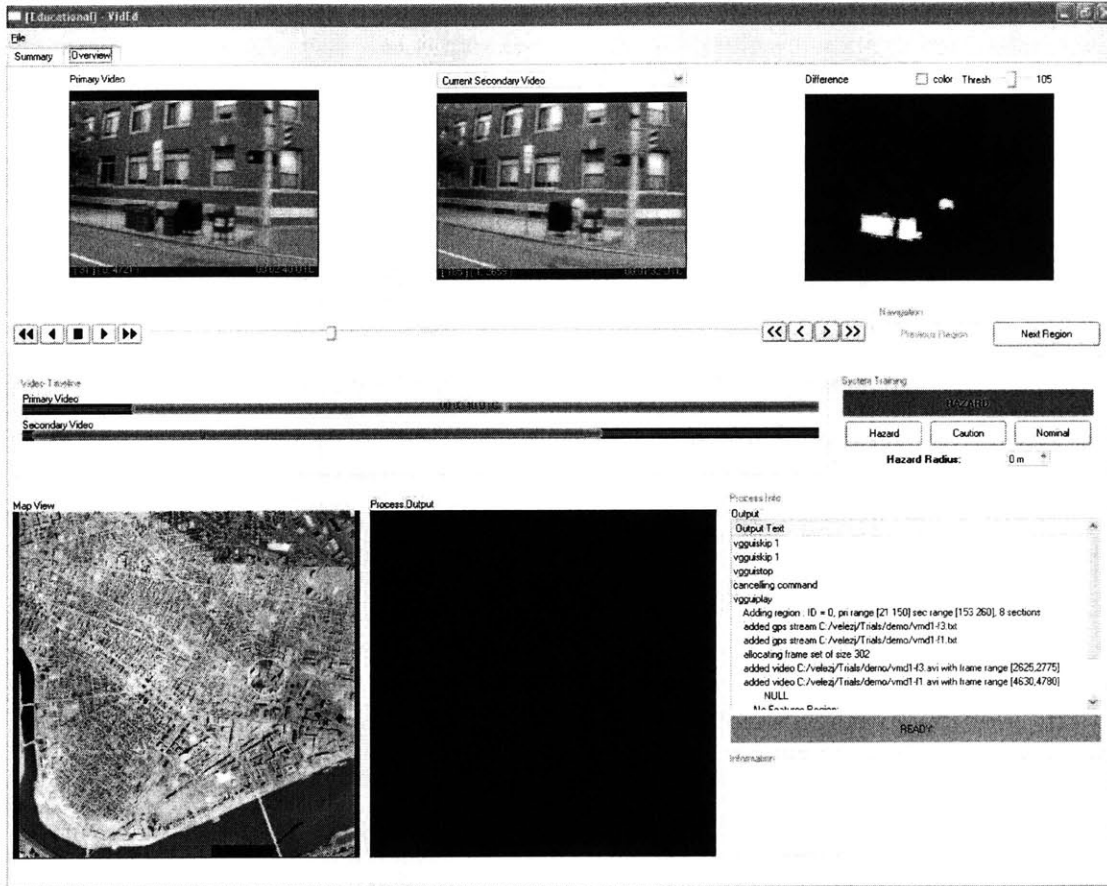 [Educational] - VidEd
File
Summary Overview
Primary Video
Current Secondary Video
Difference color Thresh 105
Navigation
Previous Region Next Region
Video Timeline
Primary Video
Secondary Video
System Training
HAZARD
Hazard Caution Nominal
Hazard Radius: 0 m
Map View
Process Output
Process Info
Output
Output Text
vgguiskip 1
vgguiskip 1
vgguistop
cancelling command
vgguiplay
Adding region : ID = 0, pri range [21 150] sec range [153 260], 8 sections
added gps stream C:/velezj/Trials/demo/vmd1-f3.txt
added gps stream C:/velezj/Trials/demo/vmd1-f1.txt
allocating frame set of size 302
added video C:/velezj/Trials/demo/vmd1-f3.avi with frame range [2625,2775]
added video C:/velezj/Trials/demo/vmd1-f1.avi with frame range [4630,4780]
NULL
No Features Region:
READY
Information